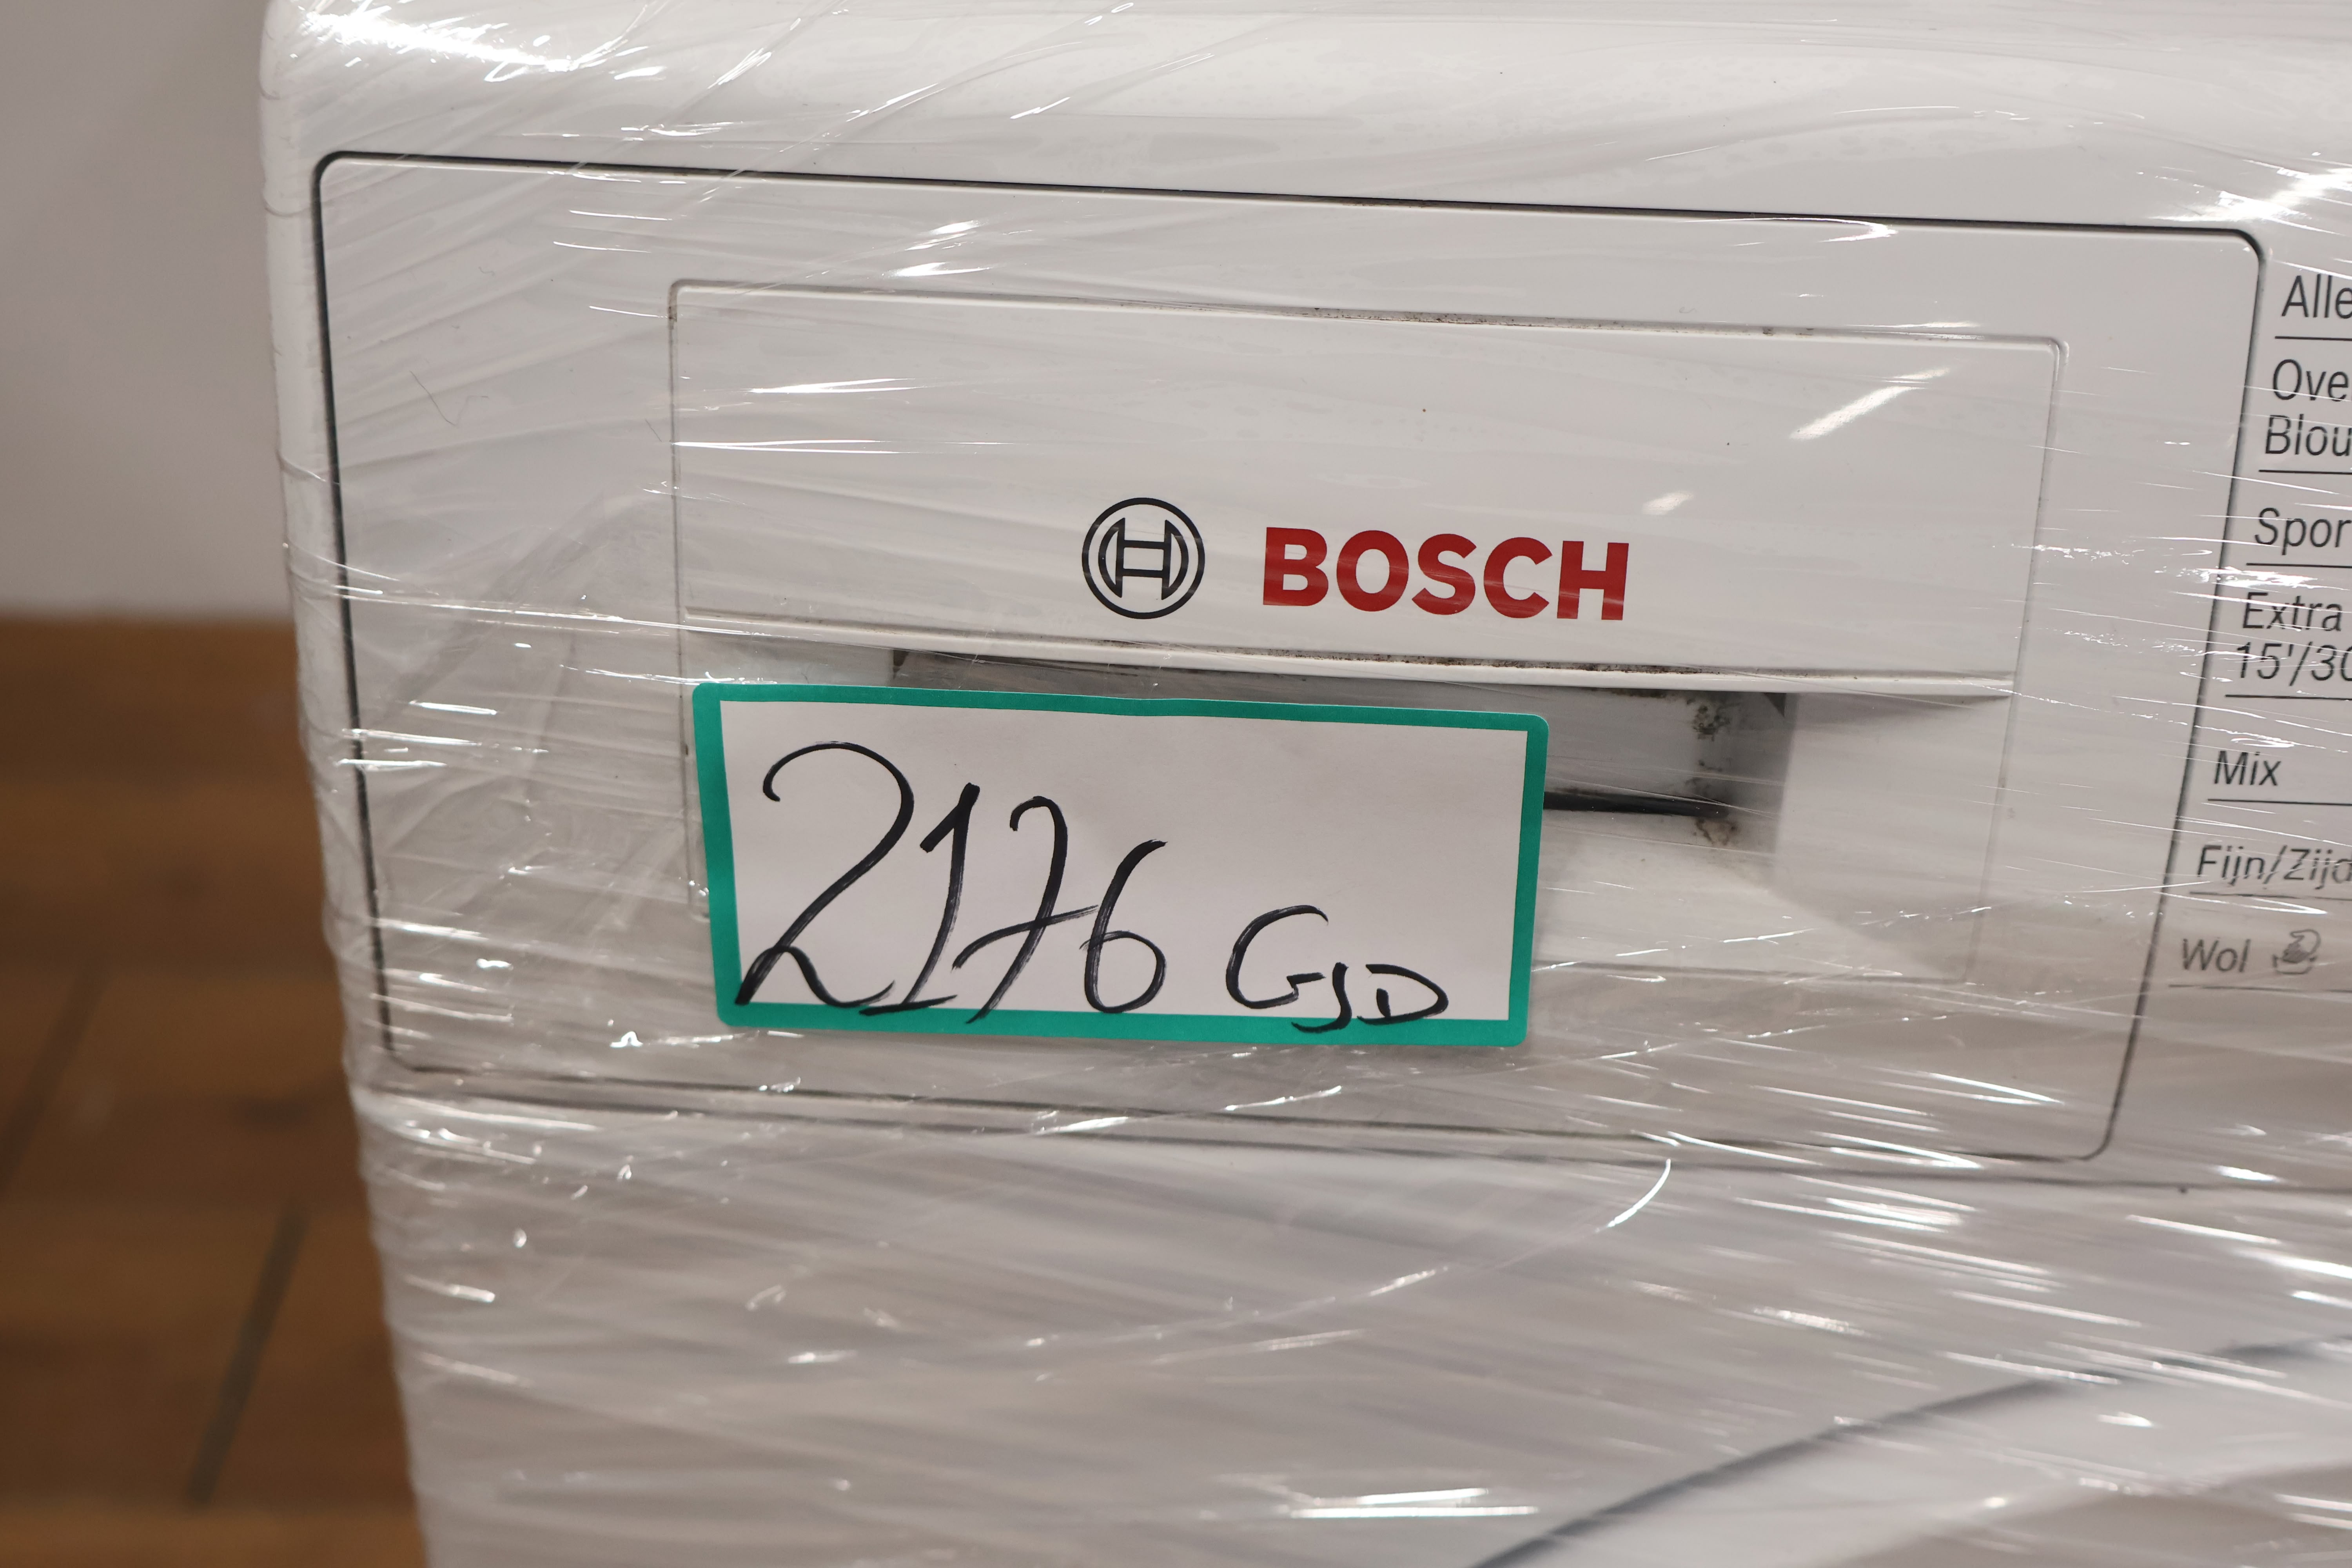 BOSCH
2176 GJD
Alle
Ove
Blou
Spor
Extra
15'/30
Mix
Fijn/Zijd
Wol